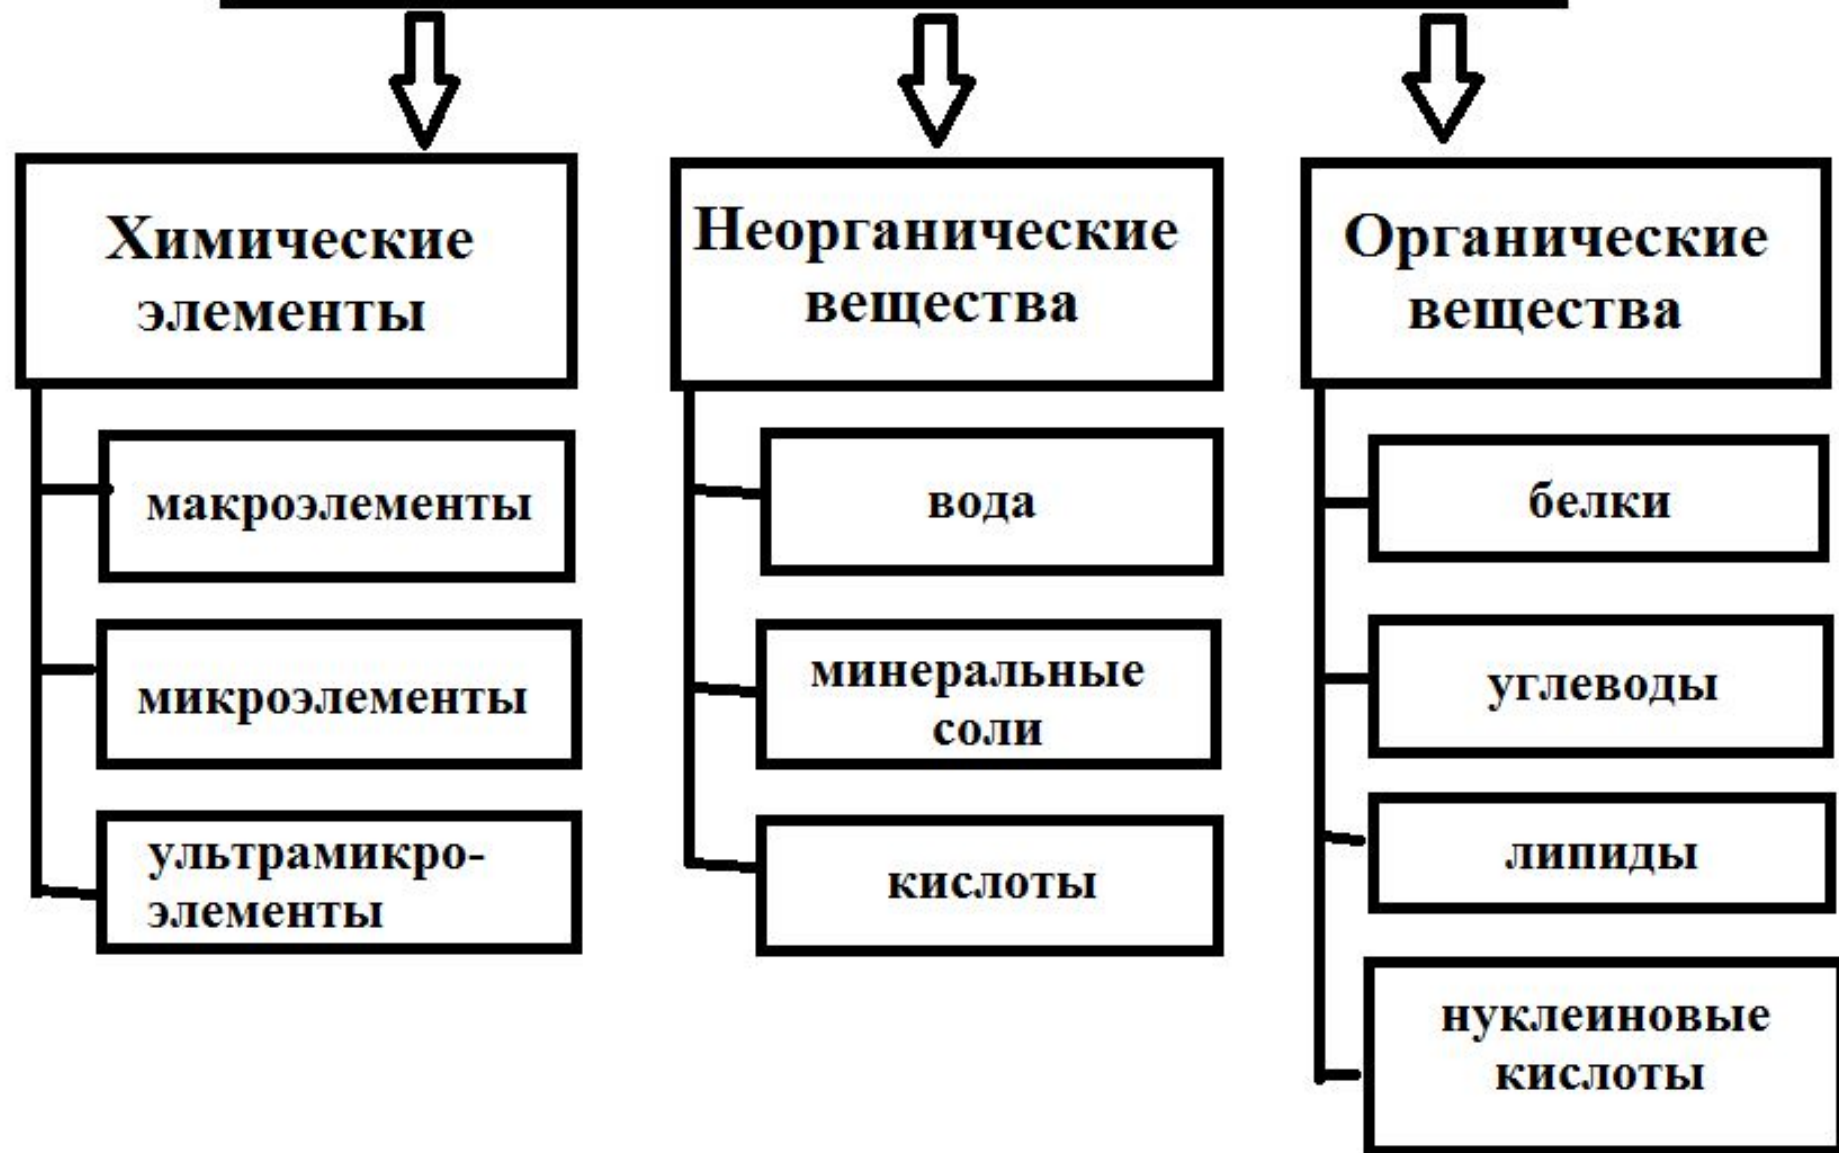 Химические
элементы
макроэлементы
микроэлементы
ультрамикро-
элементы
Неорганические
вещества
вода
минеральные
соли
кислоты
Органические
вещества
белки
углеводы
липиды
нуклеиновые
кислоты